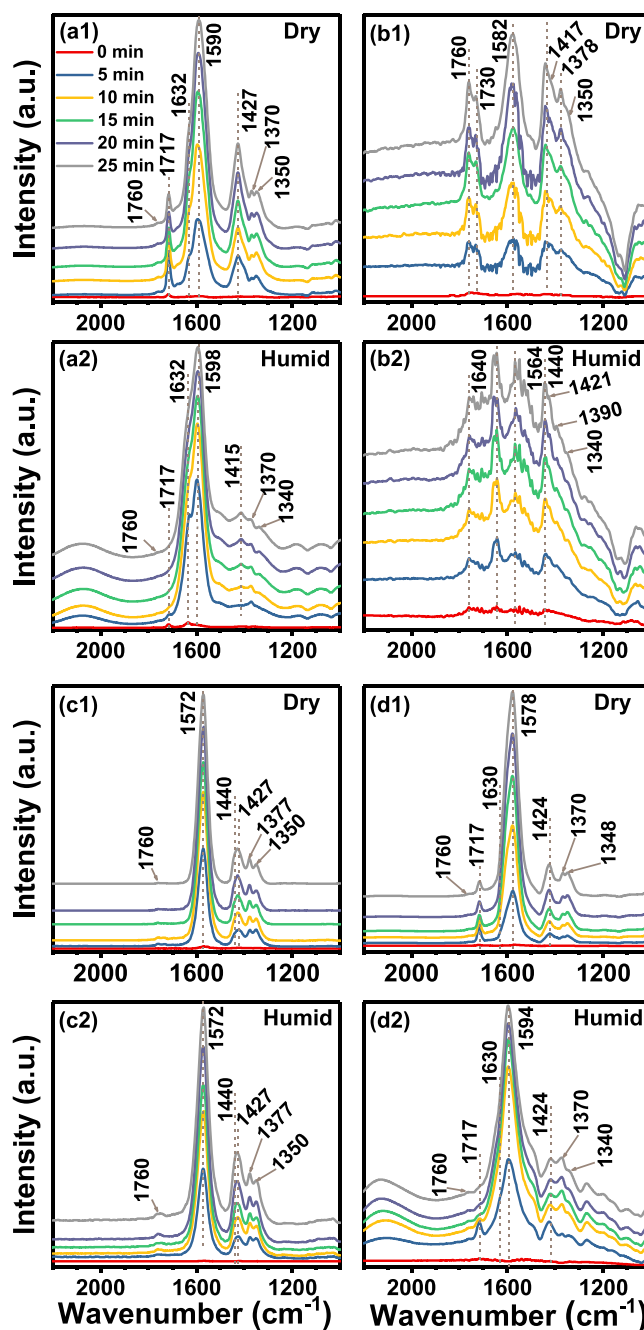 (a1)
Dry
0 min
5 min
10 min
15 min
20 min
25 min
1760
1717
1632
1590
1427
1370
1350
Intensity (a.u.)
2000
1600
1200
(b1)
Dry
1760
1730
1582
1417
1378
1350
2000
1600
1200
(a2)
Humid
1760
1717
1632
1598
1415
1370
1340
Intensity (a.u.)
2000
1600
1200
(b2)
Humid
1760
1640
1564
1440
1421
1390
1340
2000
1600
1200
(c1)
Dry
1760
1572
1440
1427
1377
1350
Intensity (a.u.)
2000
1600
1200
(d1)
Dry
1760
1717
1630
1578
1424
1370
1348
2000
1600
1200
(c2)
Humid
1760
1572
1440
1427
1377
1350
Intensity (a.u.)
2000
1600
1200
Wavenumber (cm⁻¹)
(d2)
Humid
1760
1717
1630
1594
1424
1370
1340
2000
1600
1200
Wavenumber (cm⁻¹)